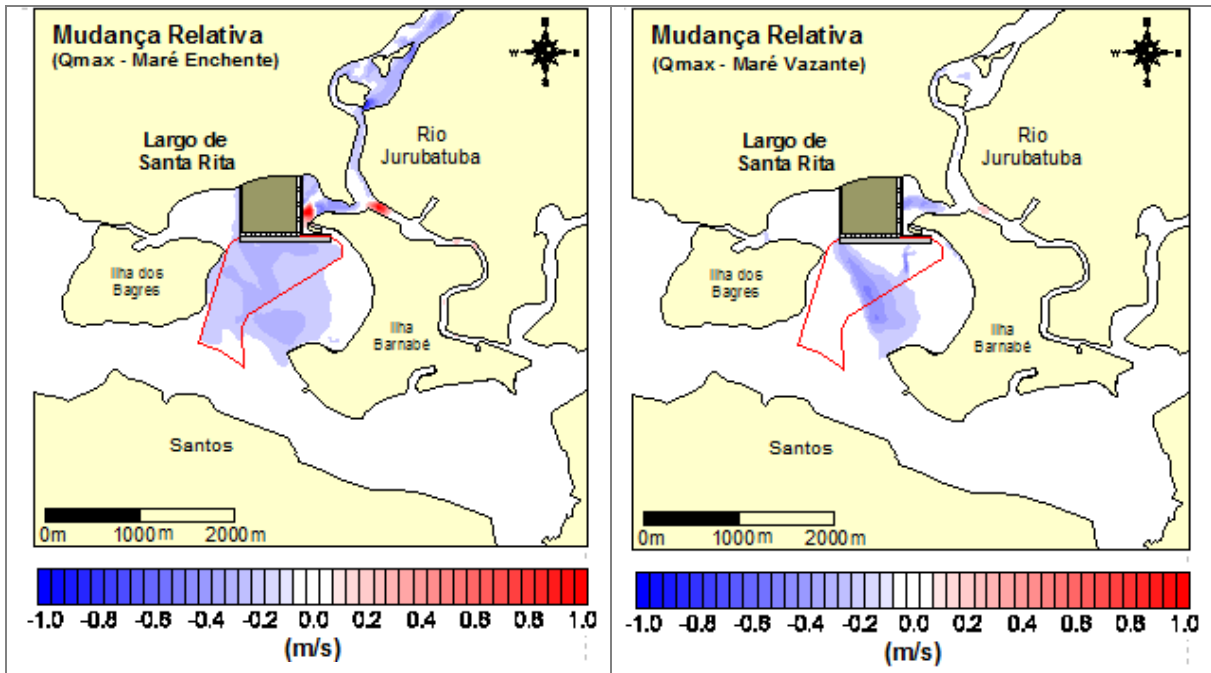 Mudança Relativa
(Qmax - Maré Enchente)
W
E
Largo de
Santa Rita
Rio
Jurubatuba
Ilha dos
Bagres
Ilha
Barnabé
Santos
0m 1000m 2000m
-1.0 -0.8 -0.6 -0.4 -0.2 0.0 0.2 0.4 0.6 0.8 1.0
(m/s)
Mudança Relativa
(Qmax - Maré Vazante)
W
E
Largo de
Santa Rita
Rio
Jurubatuba
Ilha dos
Bagres
Ilha
Barnabé
Santos
0m 1000m 2000m
-1.0 -0.8 -0.6 -0.4 -0.2 0.0 0.2 0.4 0.6 0.8 1.0
(m/s)